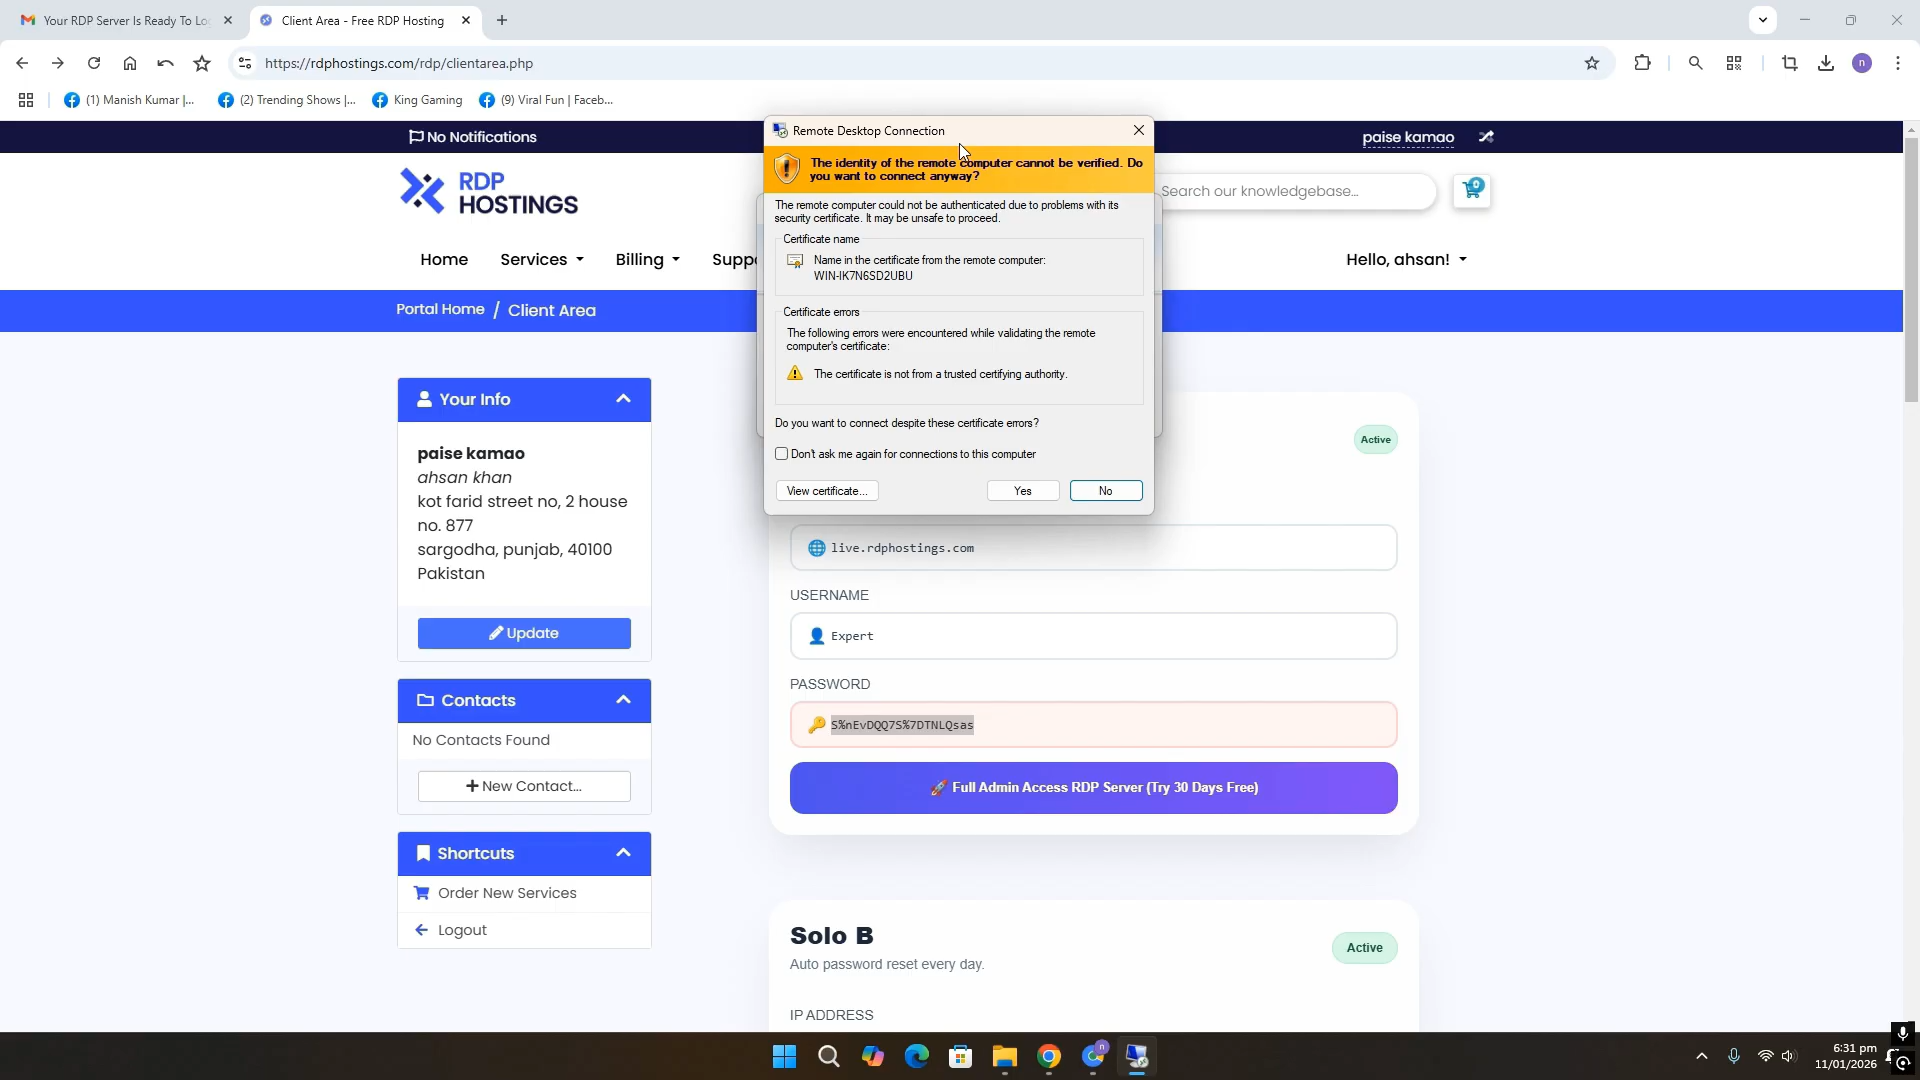 Your RDP Server Is Ready To Lo
Client Area - Free RDP Hosting
https://rdphostings.com/rdp/clientarea.php
(1) Manish Kumar |...
(2) Trending Shows |...
King Gaming
(9) Viral Fun | Faceb...
n
No Notifications
paise kamao
RDP
HOSTINGS
Search our knowledgebase...
0
Home
Services
Billing
Suppo
Hello, ahsan!
Portal Home / Client Area
Remote Desktop Connection
The identity of the remote computer cannot be verified. Do
you want to connect anyway?
The remote computer could not be authenticated due to problems with its
security certificate. It may be unsafe to proceed.
Certificate name
Name in the certificate from the remote computer:
WIN-IK7N6SD2UBU
Certificate errors
The following errors were encountered while validating the remote
computer's certificate:
The certificate is not from a trusted certifying authority.
Do you want to connect despite these certificate errors?
Don't ask me again for connections to this computer
View certificate...
Yes
No
Your Info
paise kamao
ahsan khan
kot farid street no, 2 house
no. 877
sargodha, punjab, 40100
Pakistan
Update
Contacts
No Contacts Found
New Contact...
Shortcuts
Order New Services
Logout
Active
live.rdphostings.com
USERNAME
Expert
PASSWORD
S%nEvDQQ7S%7DTNLQsas
Full Admin Access RDP Server (Try 30 Days Free)
Solo B
Active
Auto password reset every day.
IP ADDRESS
n
6:31 pm
11/01/2026